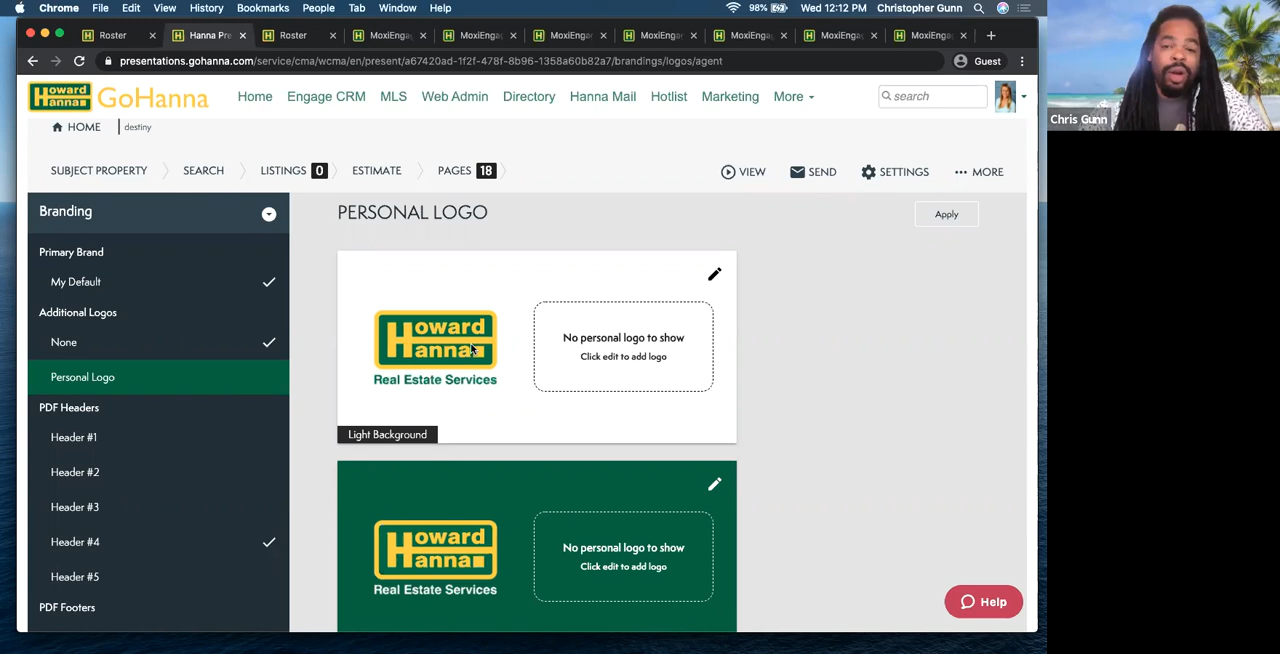 Chrome File Edit View History Bookmarks People Tab Window Help 98% Wed 12:12 PM Christopher Gunn
Roster Hanna Pre Roster MoxiEnga MoxiEnga MoxiEnga MoxiEnga MoxiEnga MoxiEnga MoxiEnga
presentations.gohanna.com/service/cma/wcma/en/present/a67420ad-1f2f-478f-8b96-1358a60b82a7/brandings/logos/agent Guest
Howard Hanna GoHanna Home Engage CRM MLS Web Admin Directory Hanna Mail Hotlist Marketing More search
Chris Gunn
HOME destiny
SUBJECT PROPERTY SEARCH LISTINGS 0 ESTIMATE PAGES 18 VIEW SEND SETTINGS MORE
Branding
Primary Brand
My Default
Additional Logos
None
Personal Logo
PDF Headers
Header #1
Header #2
Header #3
Header #4
Header #5
PDF Footers
PERSONAL LOGO
Apply
Howard
Hanna
Real Estate Services
No personal logo to show
Click edit to add logo
Light Background
Howard
Hanna
Real Estate Services
No personal logo to show
Click edit to add logo
Help